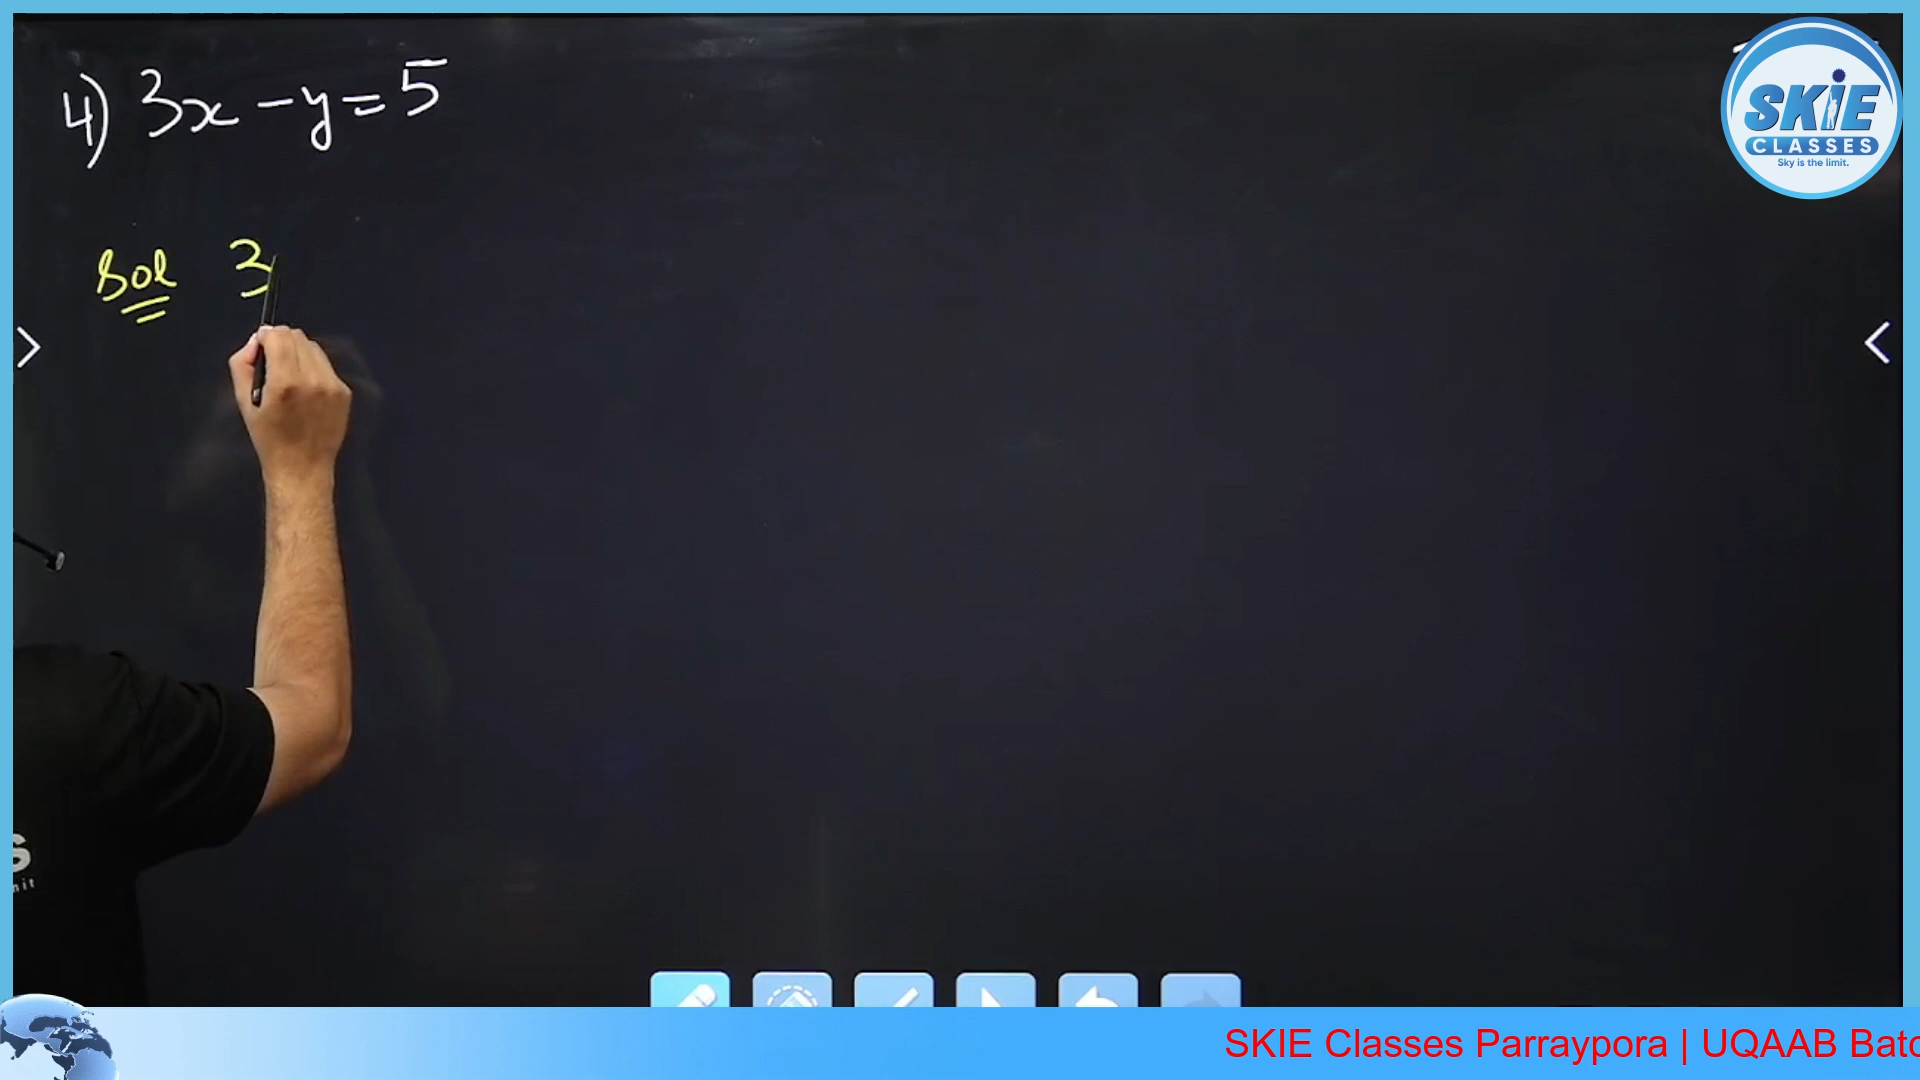 4) 3x - y = 5
Sol 3
SKIE
CLASSES
Sky is the limit.
SKIE Classes Parraypora | UQAAB Batc